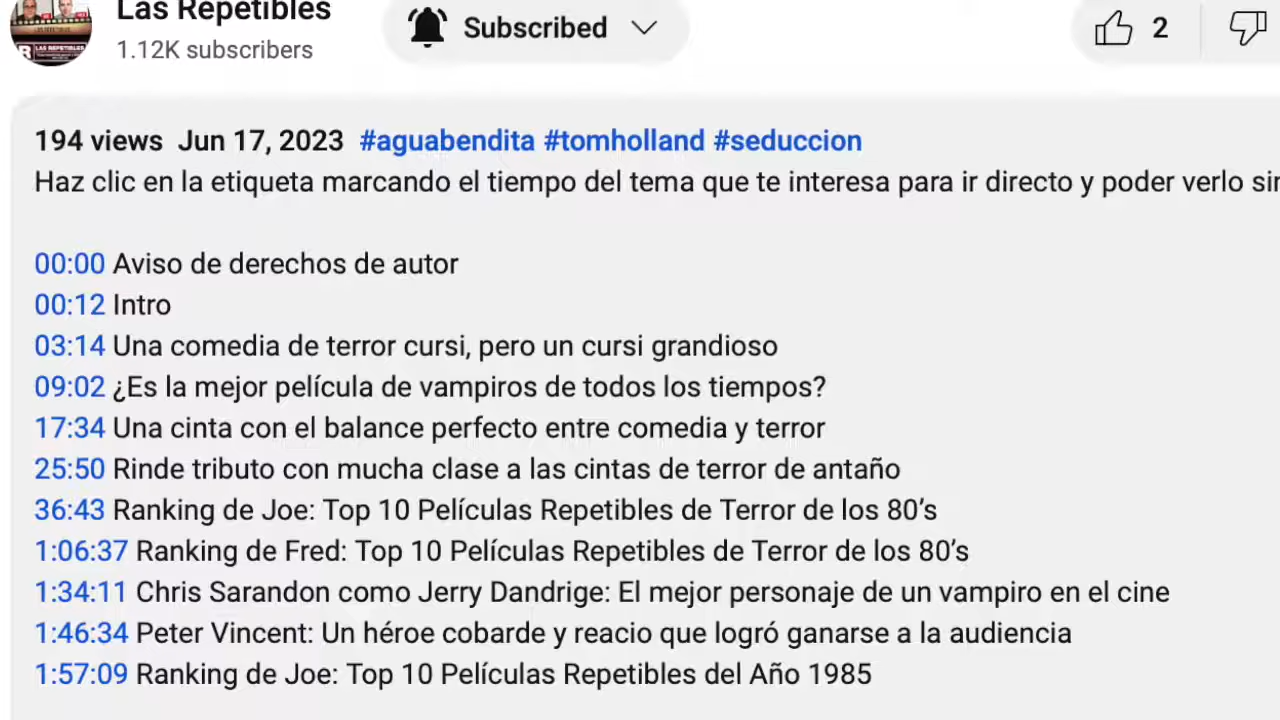 Las Repetibles
1.12K subscribers
Subscribed
2
LAS REPETIBLES
194 views Jun 17, 2023 #aguabendita #tomholland #seduccion
Haz clic en la etiqueta marcando el tiempo del tema que te interesa para ir directo y poder verlo
00:00 Aviso de derechos de autor
00:12 Intro
03:14 Una comedia de terror cursi, pero un cursi grandioso
09:02 ¿Es la mejor película de vampiros de todos los tiempos?
17:34 Una cinta con el balance perfecto entre comedia y terror
25:50 Rinde tributo con mucha clase a las cintas de terror de antaño
36:43 Ranking de Joe: Top 10 Películas Repetibles de Terror de los 80’s
1:06:37 Ranking de Fred: Top 10 Películas Repetibles de Terror de los 80’s
1:34:11 Chris Sarandon como Jerry Dandrige: El mejor personaje de un vampiro en el cine
1:46:34 Peter Vincent: Un héroe cobarde y reacio que logró ganarse a la audiencia
1:57:09 Ranking de Joe: Top 10 Películas Repetibles del Año 1985